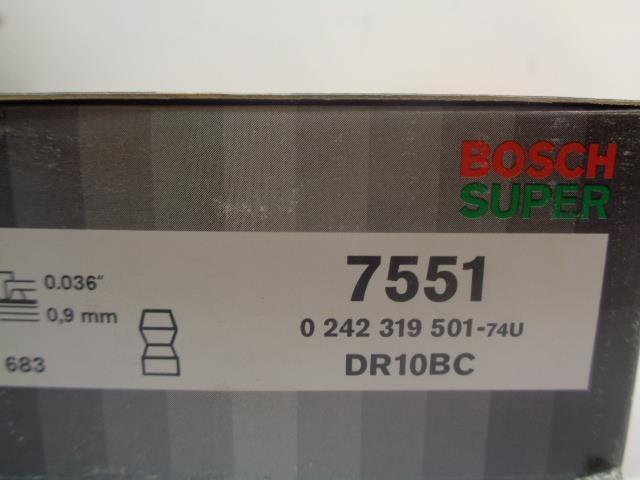 BOSCH
SUPER
0.036"
0,9 mm
683
7551
0 242 319 501-74U
DR10BC